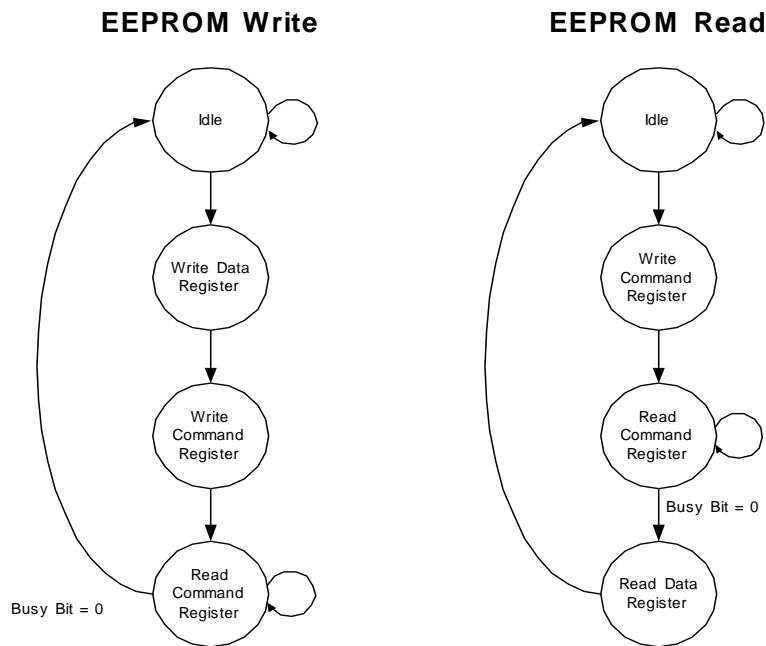 EEPROM Write
Idle
Write Data
Register
Write
Command
Register
Read
Command
Register
Busy Bit = 0
EEPROM Read
Idle
Write
Command
Register
Read
Command
Register
Busy Bit = 0
Read Data
Register